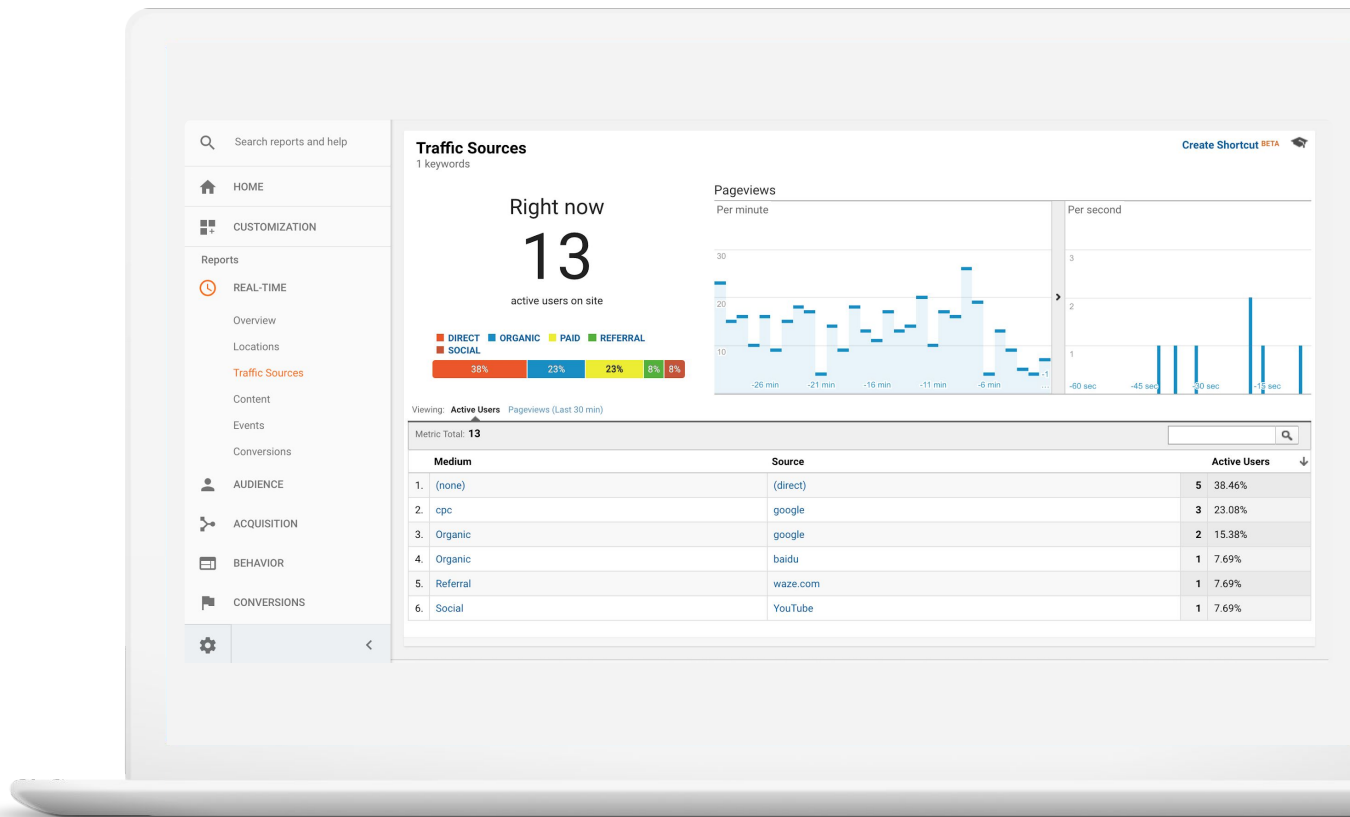 Search reports and help
HOME
CUSTOMIZATION
Reports
REAL-TIME
Overview
Locations
Traffic Sources
Content
Events
Conversions
AUDIENCE
ACQUISITION
BEHAVIOR
CONVERSIONS
Traffic Sources
1 keywords
Create Shortcut BETA
Right now
13
active users on site
DIRECT ORGANIC PAID REFERRAL
SOCIAL
38% 23% 23% 8% 8%
Pageviews
Per minute
30
20
10
-26 min -21 min -16 min -11 min -6 min -1
...
Per second
3
2
1
-60 sec -45 sec -30 sec -15 sec
Viewing: Active Users Pageviews (Last 30 min)
Metric Total: 13
Medium Source Active Users
1. (none) (direct) 5 38.46%
2. cpc google 3 23.08%
3. Organic google 2 15.38%
4. Organic baidu 1 7.69%
5. Referral waze.com 1 7.69%
6. Social YouTube 1 7.69%